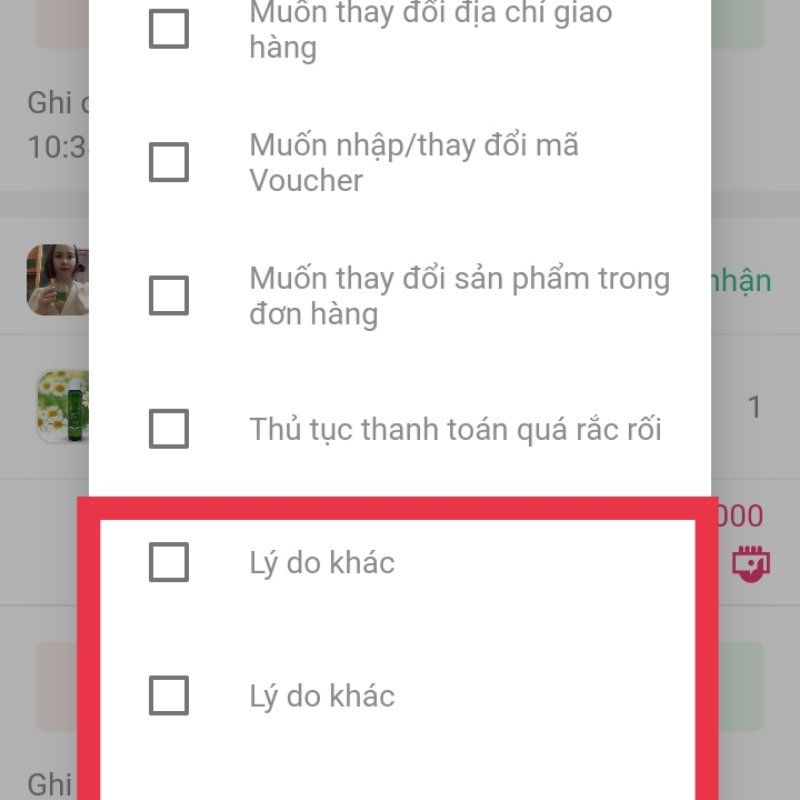 Muốn thay đổi địa chỉ giao
hàng
Ghi
10:3
Muốn nhập/thay đổi mã
Voucher
Muốn thay đổi sản phẩm trong
đơn hàng
nhận
1
Thủ tục thanh toán quá rắc rối
000
Lý do khác
Lý do khác
Ghi